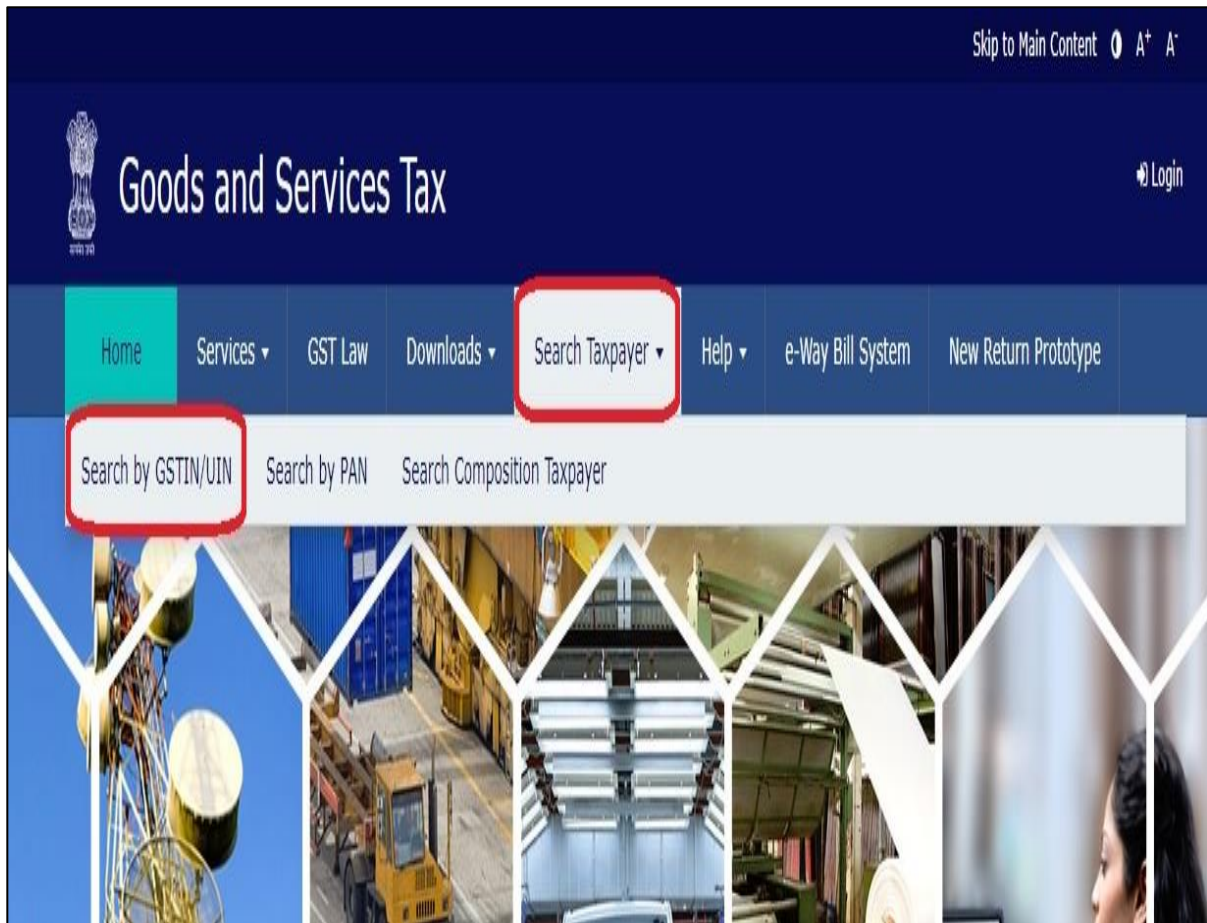 Skip to Main Content A+ A-
Goods and Services Tax
Login
Home Services GST Law Downloads Search Taxpayer Help e-Way Bill System New Return Prototype
Search by GSTIN/UIN Search by PAN Search Composition Taxpayer